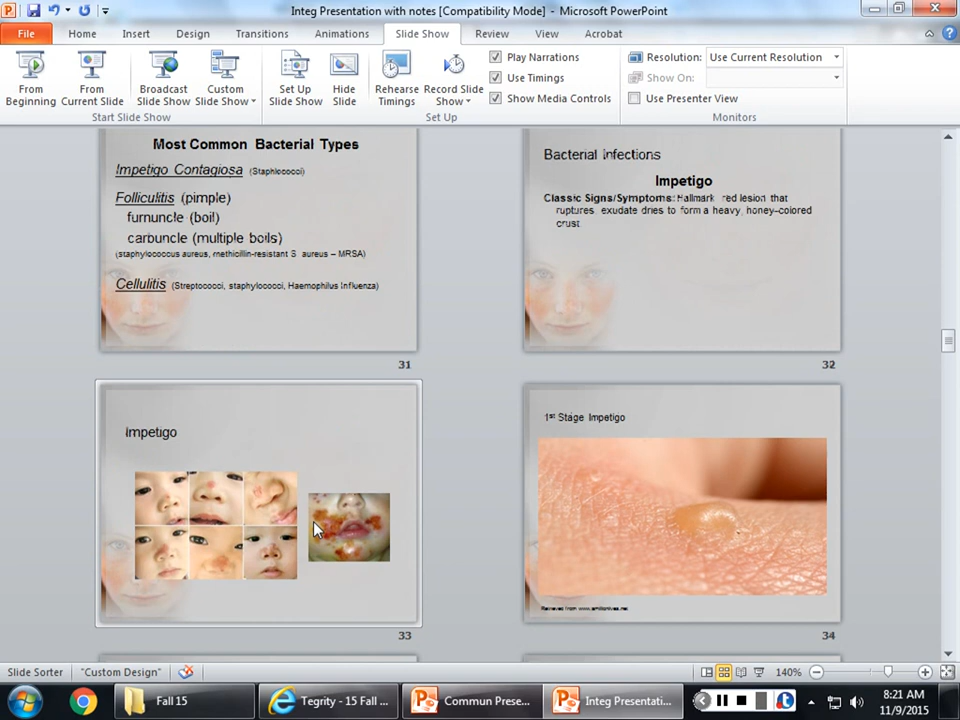 Integ Presentation with notes [Compatibility Mode] - Microsoft PowerPoint
File Home Insert Design Transitions Animations Slide Show Review View Acrobat
From Beginning
From Current Slide
Broadcast Slide Show
Custom Slide Show
Start Slide Show
Set Up Slide Show
Hide Slide
Rehearse Timings
Record Slide Show
Play Narrations
Use Timings
Show Media Controls
Set Up
Resolution: Use Current Resolution
Show On:
Use Presenter View
Monitors
Most Common Bacterial Types
Impetigo Contagiosa (Staphlococci)
Folliculitis (pimple)
furnuncle (boil)
carbuncle (multiple boils)
(staphylococcus aureus, methicillin-resistant S aureus – MRSA)
Cellulitis (Streptococci, staphylococci, Haemophilus Influenza)
31
Bacterial Infections
Impetigo
Classic Signs/Symptoms: Hallmark red lesion that
ruptures, exudate dries to form a heavy, honey-colored
crust
32
Impetigo
33
1st Stage Impetigo
Retrieved from
34
Slide Sorter "Custom Design" 140%
Fall 15
Tegrity - 15 Fall ...
Commun Prese...
Integ Presentati...
8:21 AM
11/9/2015